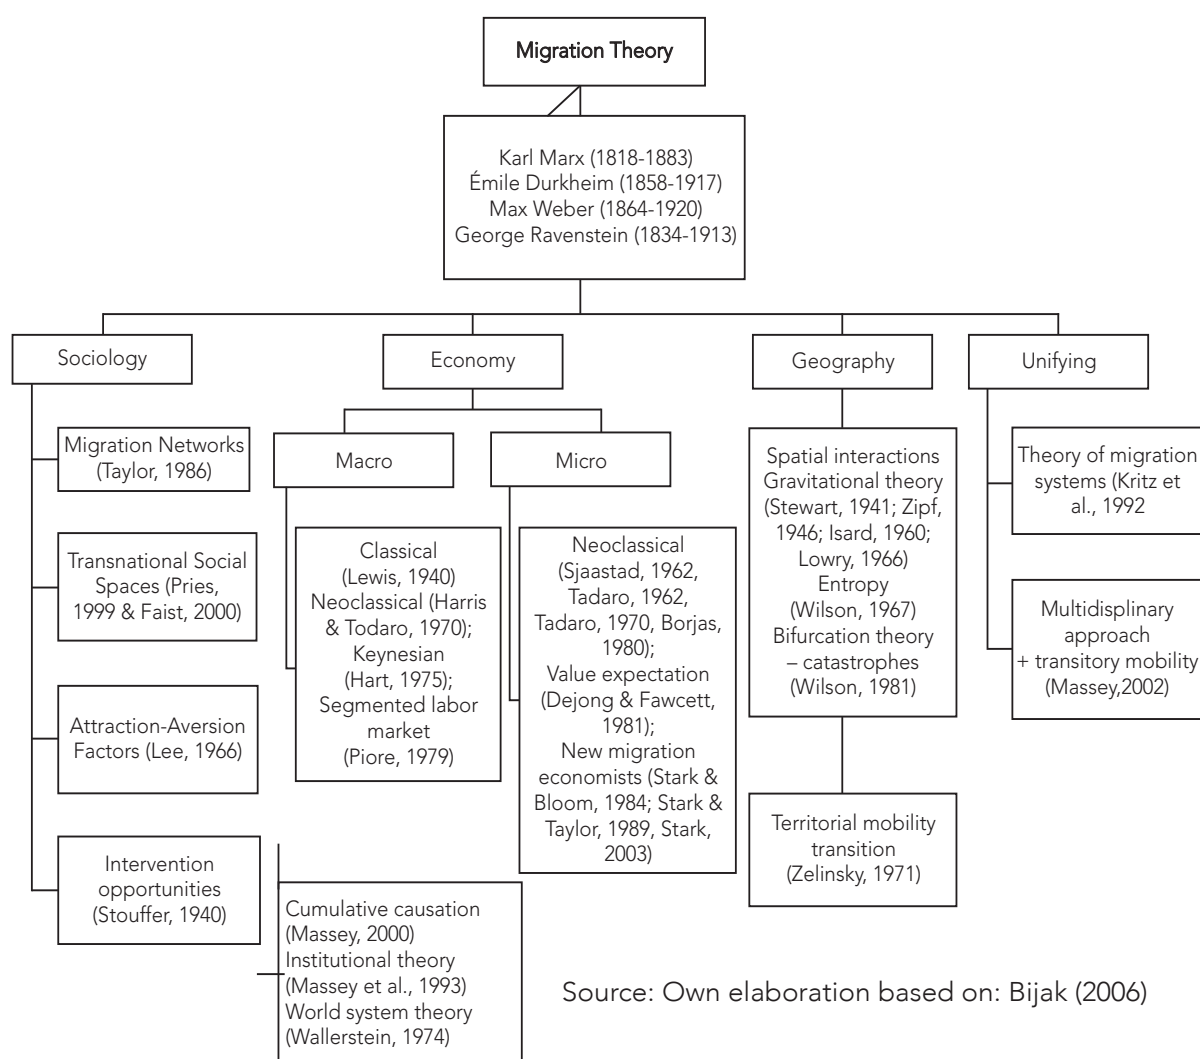 Migration Theory
Karl Marx (1818-1883)
Émile Durkheim (1858-1917)
Max Weber (1864-1920)
George Ravenstein (1834-1913)
Sociology
Economy
Geography
Unifying
Migration Networks
(Taylor, 1986)
Transnational Social
Spaces (Pries,
1999 & Faist, 2000)
Attraction-Aversion
Factors (Lee, 1966)
Intervention
opportunities
(Stouffer, 1940)
Cumulative causation
(Massey, 2000)
Institutional theory
(Massey et al., 1993)
World system theory
(Wallerstein, 1974)
Macro
Classical
(Lewis, 1940)
Neoclassical (Harris
& Todaro, 1970);
Keynesian
(Hart, 1975);
Segmented labor
market
(Piore, 1979)
Micro
Neoclassical
(Sjaastad, 1962,
Tadaro, 1962,
Tadaro, 1970, Borjas,
1980);
Value expectation
(Dejong & Fawcett,
1981);
New migration
economists (Stark &
Bloom, 1984; Stark &
Taylor, 1989, Stark,
2003)
Spatial interactions
Gravitational theory
(Stewart, 1941; Zipf,
1946; Isard, 1960;
Lowry, 1966)
Entropy
(Wilson, 1967)
Bifurcation theory
– catastrophes
(Wilson, 1981)
Territorial mobility
transition
(Zelinsky, 1971)
Theory of migration
systems (Kritz et
al., 1992
Multidisplinary
approach
+ transitory mobility
(Massey,2002)
Source: Own elaboration based on: Bijak (2006)